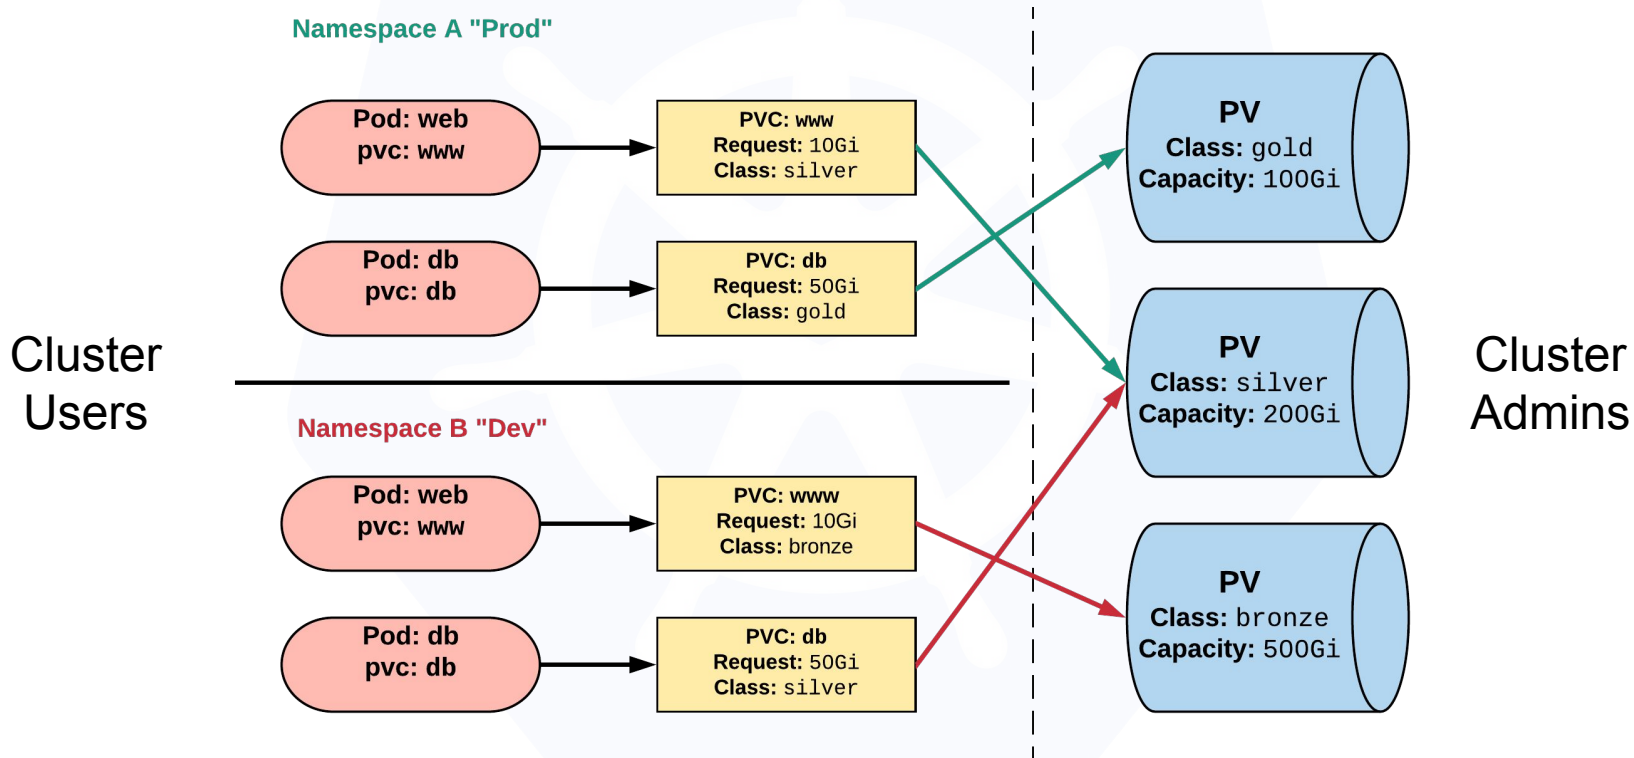 Namespace A "Prod"
Pod: web
pvc: www
PVC: www
Request: 10Gi
Class: silver
PV
Class: gold
Capacity: 100Gi
Pod: db
pvc: db
PVC: db
Request: 50Gi
Class: gold
Cluster
Users
PV
Class: silver
Capacity: 200Gi
Cluster
Admins
Namespace B "Dev"
Pod: web
pvc: www
PVC: www
Request: 10Gi
Class: bronze
PV
Class: bronze
Capacity: 500Gi
Pod: db
pvc: db
PVC: db
Request: 50Gi
Class: silver